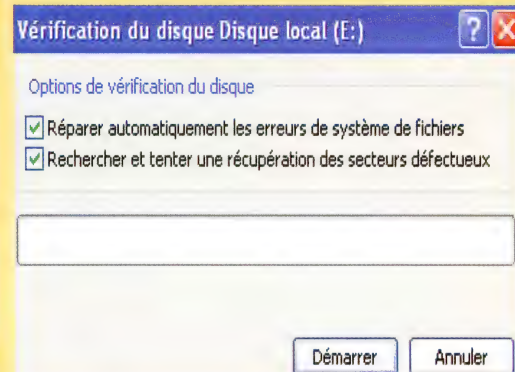 Vérification du disque Disque local (E:)
Options de vérification du disque
Réparer automatiquement les erreurs de système de fichiers
Rechercher et tenter une récupération des secteurs défectueux
Démarrer
Annuler